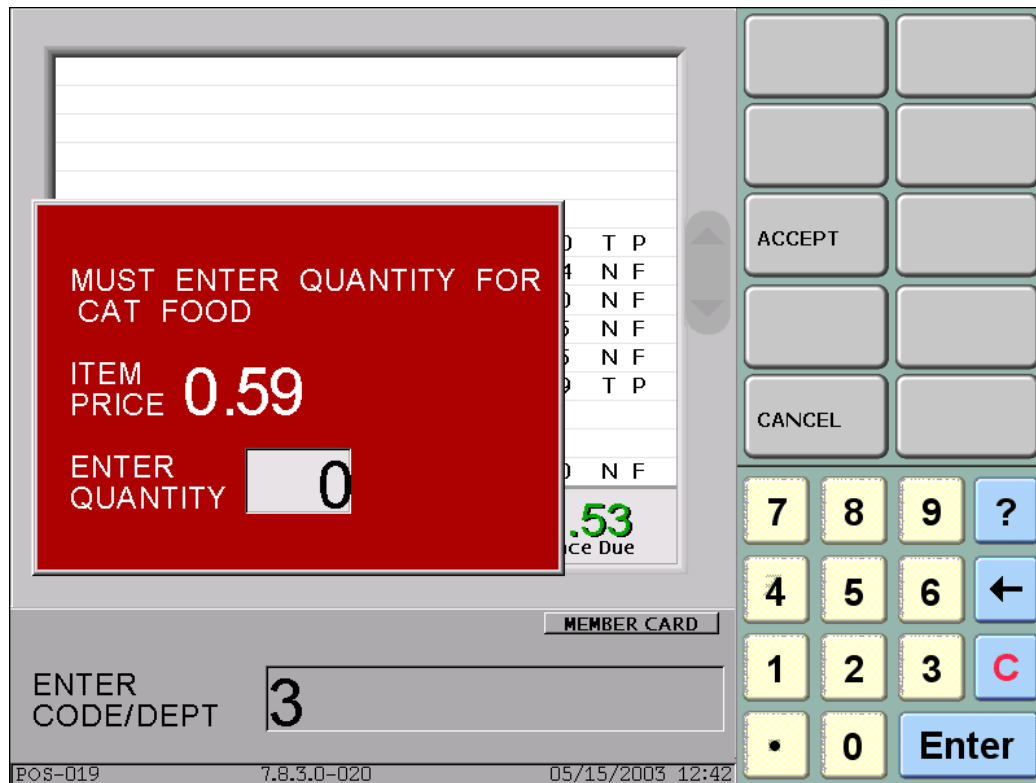 MUST ENTER QUANTITY FOR
CAT FOOD
ITEM
PRICE 0.59
ENTER
QUANTITY 0
T P
N F
N F
N F
N F
T P
N F
.53
Due
MEMBER CARD
ENTER
CODE/DEPT 3
POS-019 7.8.3.0-020 05/15/2003 12:42
ACCEPT
CANCEL
7 8 9 ?
4 5 6 ←
1 2 3 C
. 0 Enter